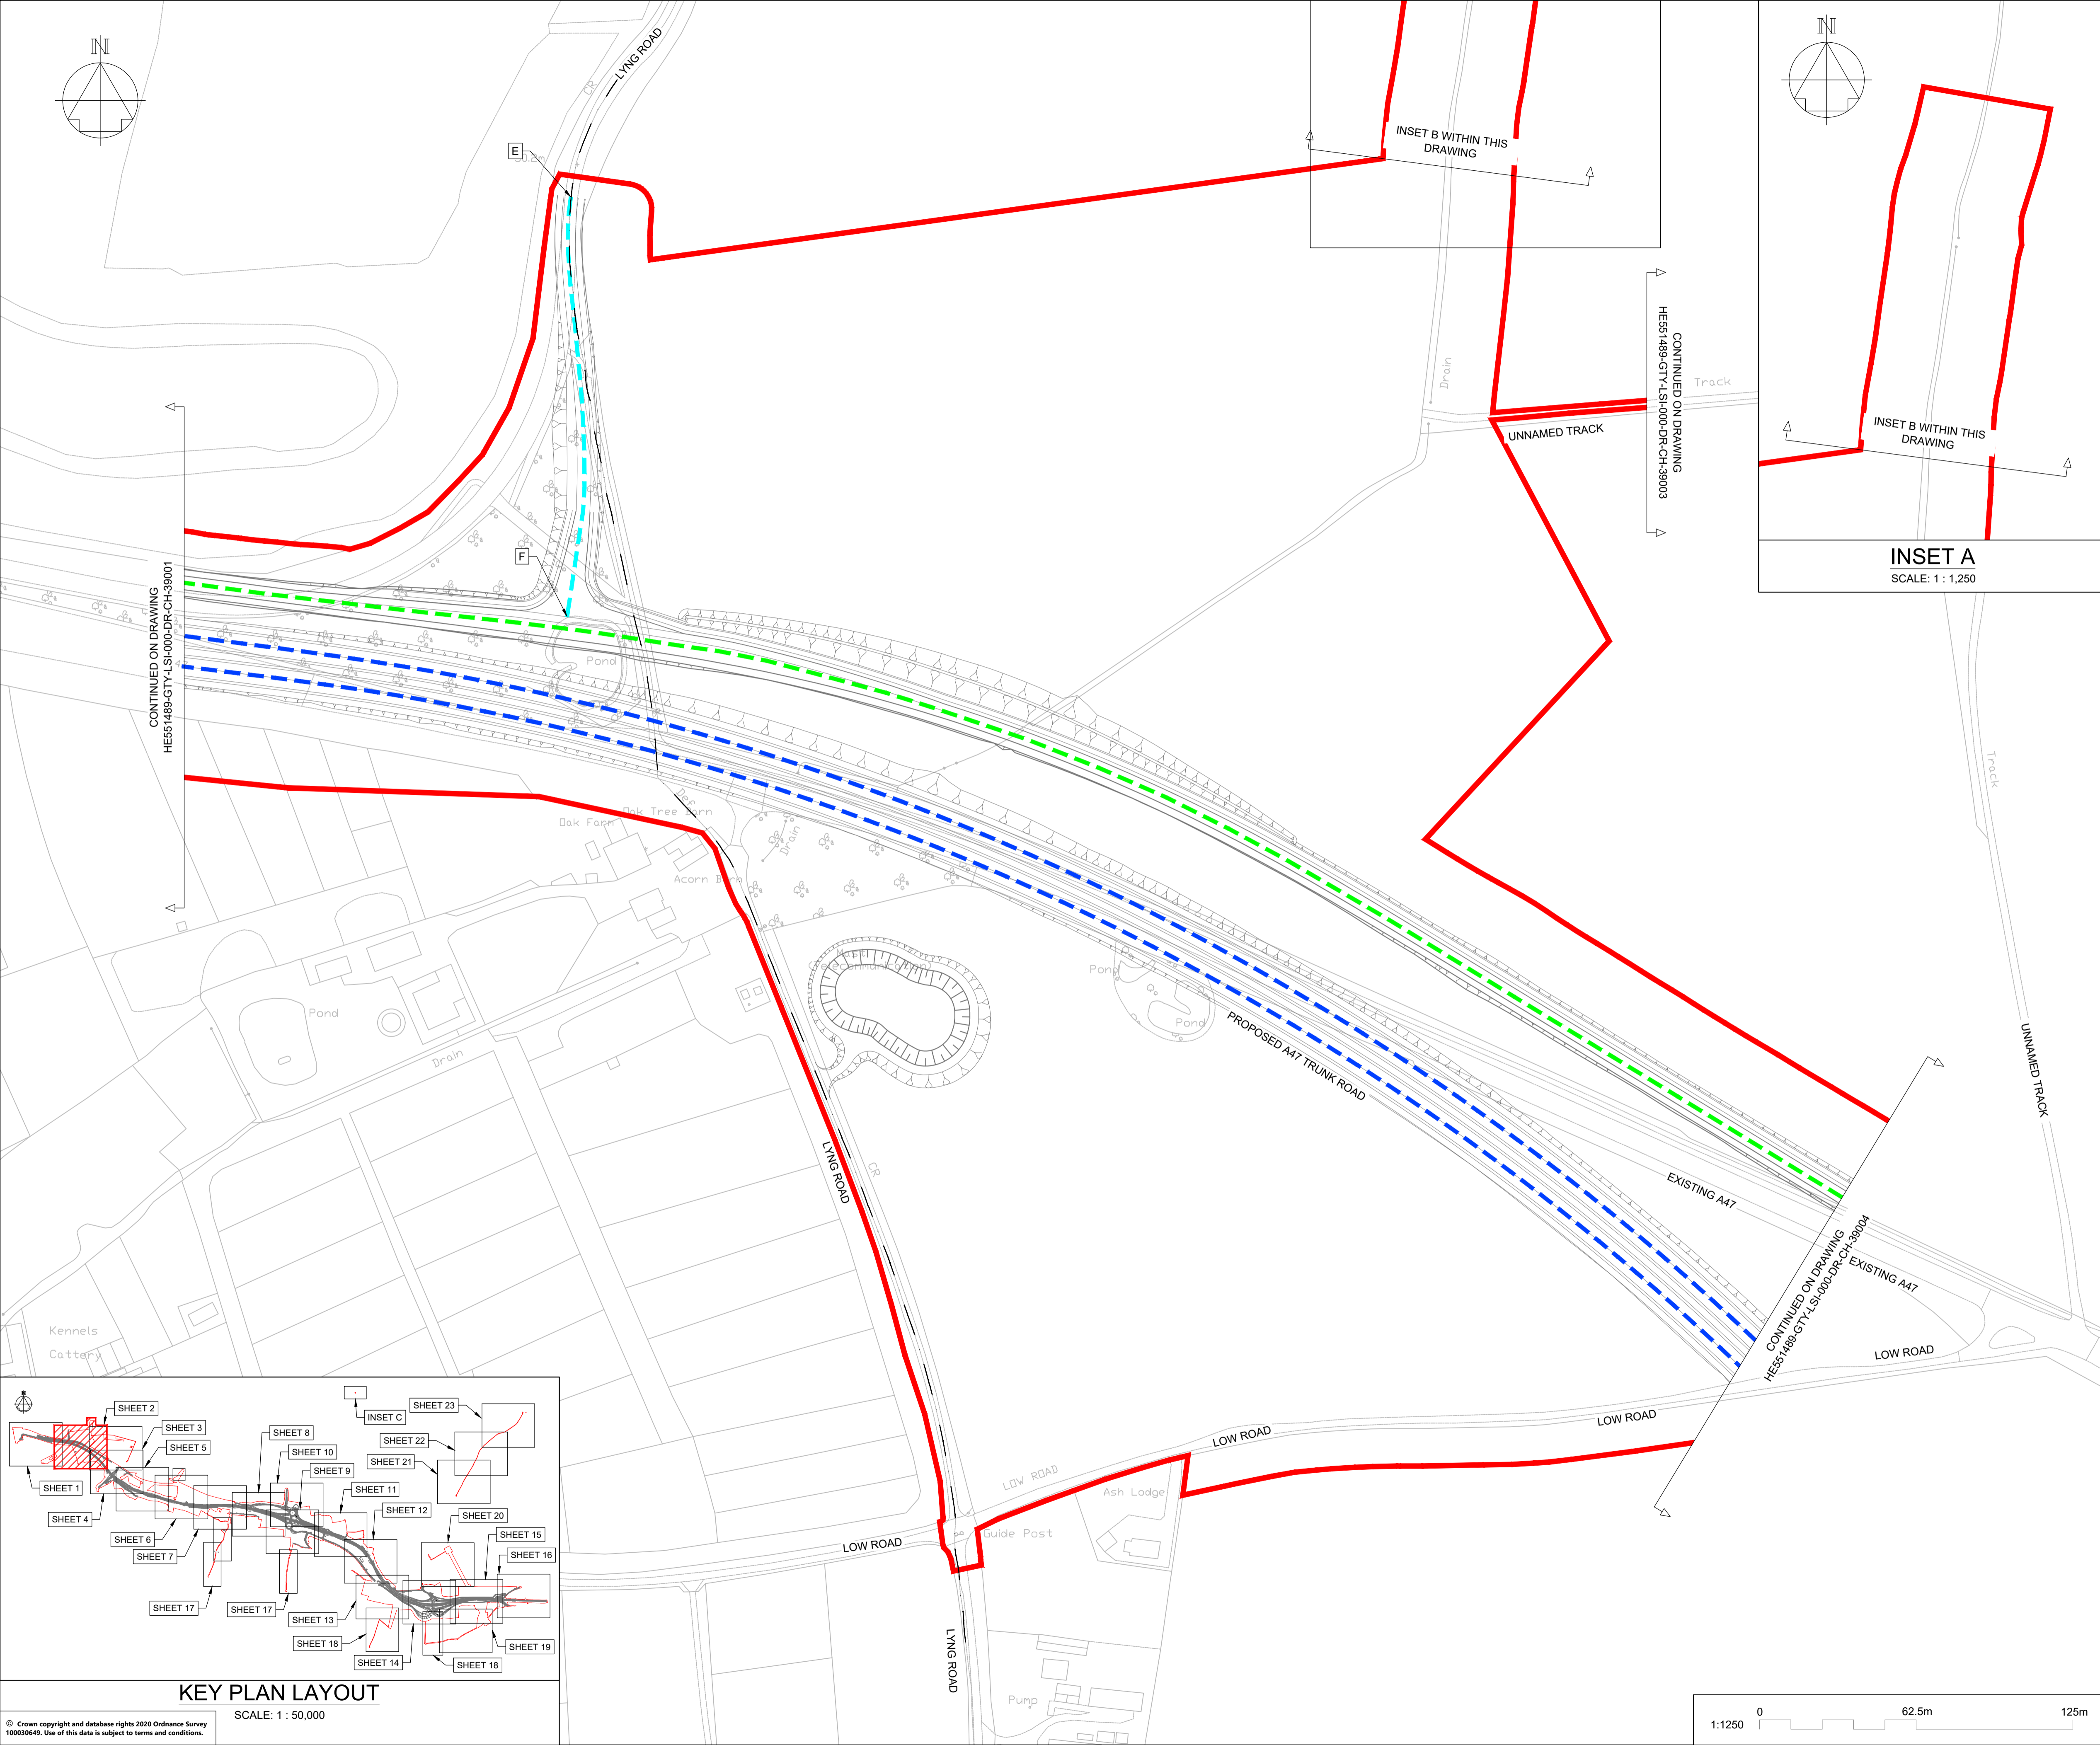 N
LYNG ROAD
CR
E
INSET B WITHIN THIS
DRAWING
N
INSET B WITHIN THIS
DRAWING
INSET A
SCALE: 1 : 1,250
Drain
Track
UNNAMED TRACK
CONTINUED ON DRAWING
HE551489-GTY-LSI-000-DR-CH-39003
F
CONTINUED ON DRAWING
HE551489-GTY-LSI-000-DR-CH-39001
Pond
Track
Def
Oak Tree Barn
Oak Farm
Drain
Acorn Barn
Mast
Pond
Pond
Pond
Drain
PROPOSED A47 TRUNK ROAD
UNNAMED TRACK
LYNG ROAD
CR
EXISTING A47
EXISTING A47
CONTINUED ON DRAWING
HE551489-GTY-LSI-000-DR-CH-39004
Kennels
Cattery
LOW ROAD
LOW ROAD
LOW ROAD
LOW ROAD
Ash Lodge
Guide Post
LOW ROAD
LYNG ROAD
Pump
N
INSET C
SHEET 23
SHEET 2
SHEET 3
SHEET 8
SHEET 22
SHEET 5
SHEET 10
SHEET 21
SHEET 9
SHEET 1
SHEET 11
SHEET 12
SHEET 4
SHEET 20
SHEET 6
SHEET 15
SHEET 7
SHEET 16
SHEET 17
SHEET 17
SHEET 13
SHEET 18
SHEET 19
SHEET 14
SHEET 18
KEY PLAN LAYOUT
SCALE: 1 : 50,000
© Crown copyright and database rights 2020 Ordnance Survey
100030649. Use of this data is subject to terms and conditions.
1:1250
0
62.5m
125m